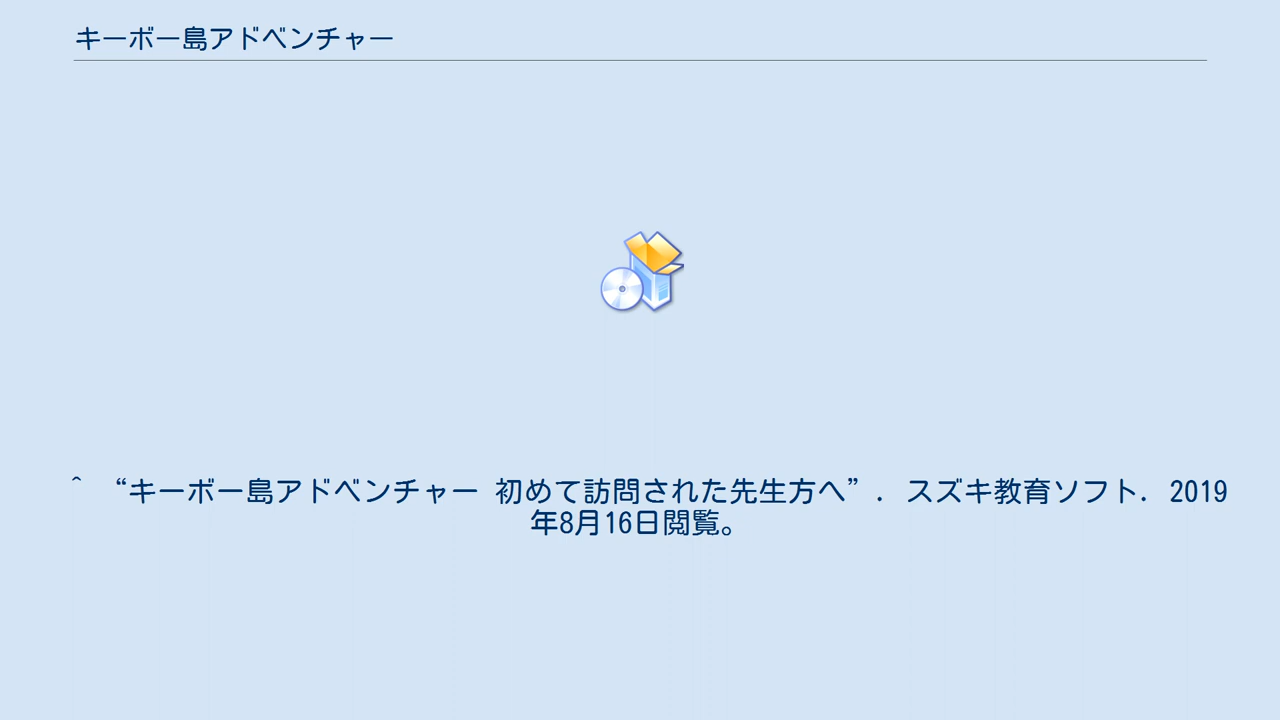 キーボー島アドベンチャー
^ “キーボー島アドベンチャー 初めて訪問された先生方へ”. スズキ教育ソフト. 2019
年8月16日閲覧。